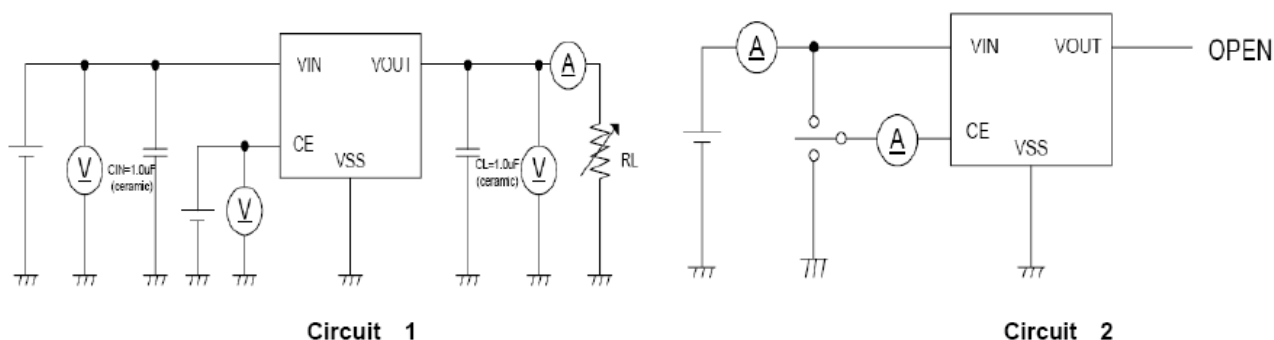 VIN
VOUT
A
V
CIN=1.0uF
(ceramic)
CE
VSS
V
CL=1.0uF
(ceramic)
V
RL
Circuit 1
A
VIN
VOUT
OPEN
A
CE
VSS
Circuit 2